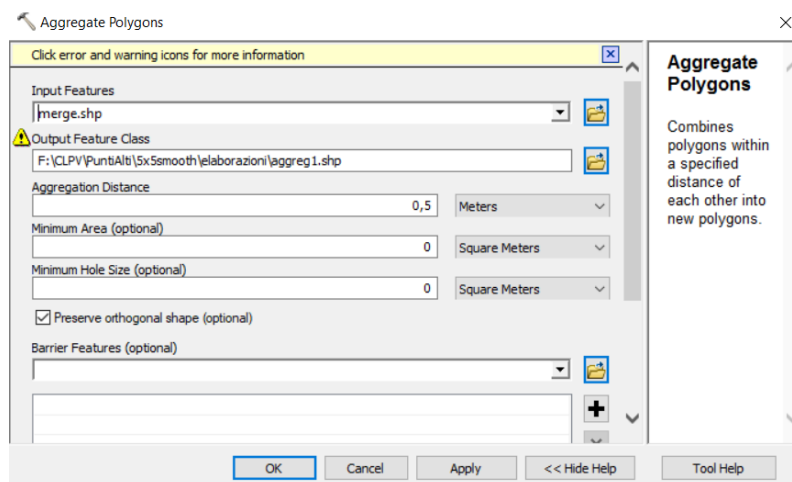 Aggregate Polygons
Click error and warning icons for more information
Input Features
merge.shp
Output Feature Class
F:\CLPV\PuntiAlti\5x5smooth\elaborazioni\aggreg1.shp
Aggregation Distance
0,5 Meters
Minimum Area (optional)
0 Square Meters
Minimum Hole Size (optional)
0 Square Meters
Preserve orthogonal shape (optional)
Barrier Features (optional)
OK Cancel Apply << Hide Help
Aggregate
Polygons
Combines
polygons within
a specified
distance of
each other into
new polygons.
Tool Help